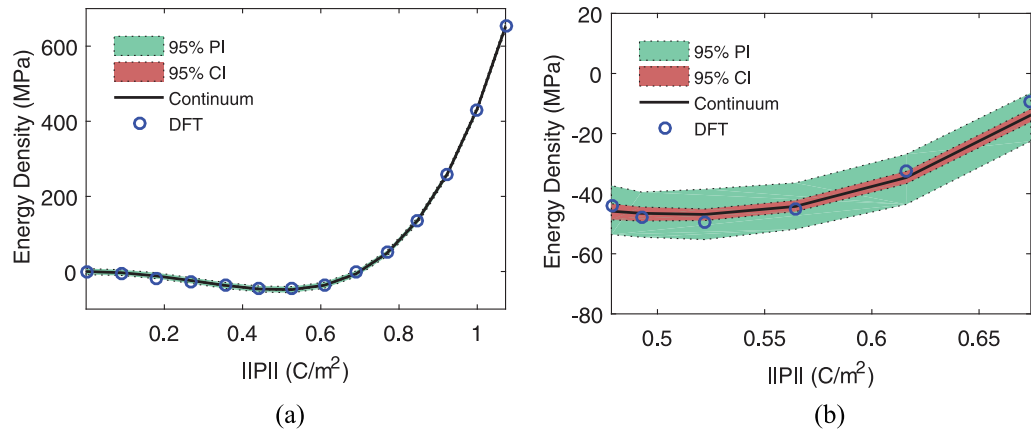 600
400
200
0
Energy Density (MPa)
95% PI
95% CI
Continuum
DFT
0.2 0.4 0.6 0.8 1
||P|| (C/m²)
(a)
20
0
-20
-40
-60
-80
Energy Density (MPa)
95% PI
95% CI
Continuum
DFT
0.5 0.55 0.6 0.65
||P|| (C/m²)
(b)